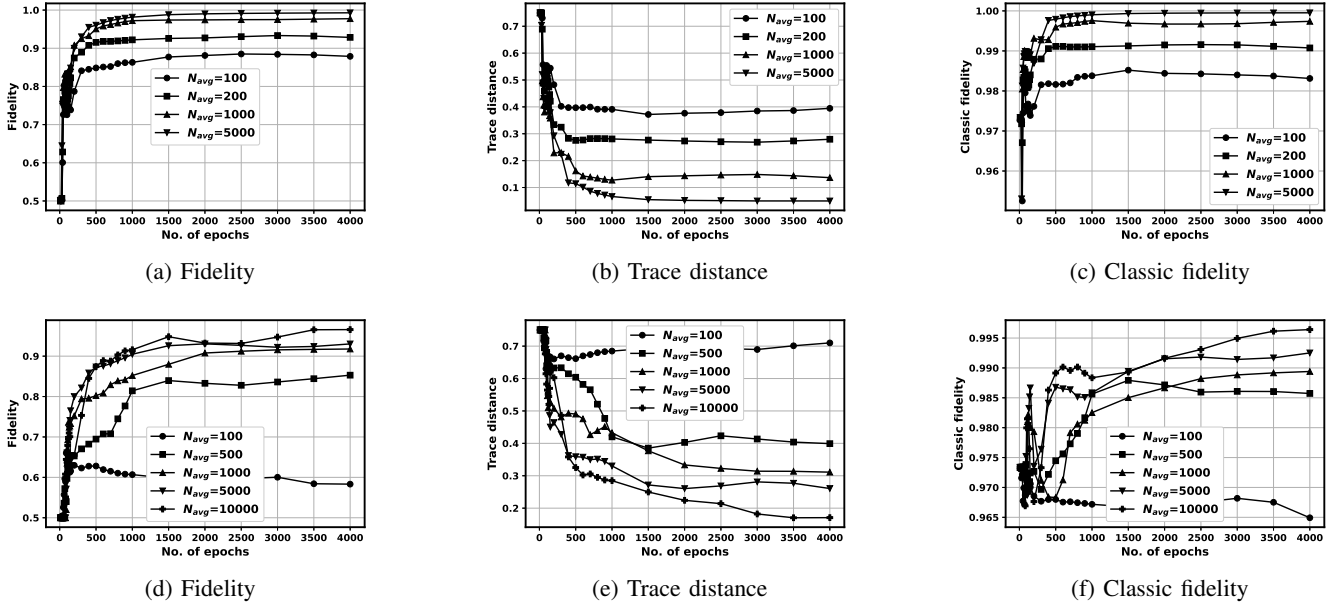 1.0
0.9
0.8
0.7
0.6
0.5
Fidelity
0 500 1000 1500 2000 2500 3000 3500 4000
No. of epochs
N_avg=100
N_avg=200
N_avg=1000
N_avg=5000
(a) Fidelity
0.7
0.6
0.5
0.4
0.3
0.2
0.1
Trace distance
0 500 1000 1500 2000 2500 3000 3500 4000
No. of epochs
N_avg=100
N_avg=200
N_avg=1000
N_avg=5000
(b) Trace distance
1.00
0.99
0.98
0.97
0.96
Classic fidelity
0 500 1000 1500 2000 2500 3000 3500 4000
No. of epochs
N_avg=100
N_avg=200
N_avg=1000
N_avg=5000
(c) Classic fidelity
0.9
0.8
0.7
0.6
0.5
Fidelity
0 500 1000 1500 2000 2500 3000 3500 4000
No. of epochs
N_avg=100
N_avg=500
N_avg=1000
N_avg=5000
N_avg=10000
(d) Fidelity
0.7
0.6
0.5
0.4
0.3
0.2
Trace distance
0 500 1000 1500 2000 2500 3000 3500 4000
No. of epochs
N_avg=100
N_avg=500
N_avg=1000
N_avg=5000
N_avg=10000
(e) Trace distance
0.995
0.990
0.985
0.980
0.975
0.970
0.965
Classic fidelity
0 500 1000 1500 2000 2500 3000 3500 4000
No. of epochs
N_avg=100
N_avg=500
N_avg=1000
N_avg=5000
N_avg=10000
(f) Classic fidelity